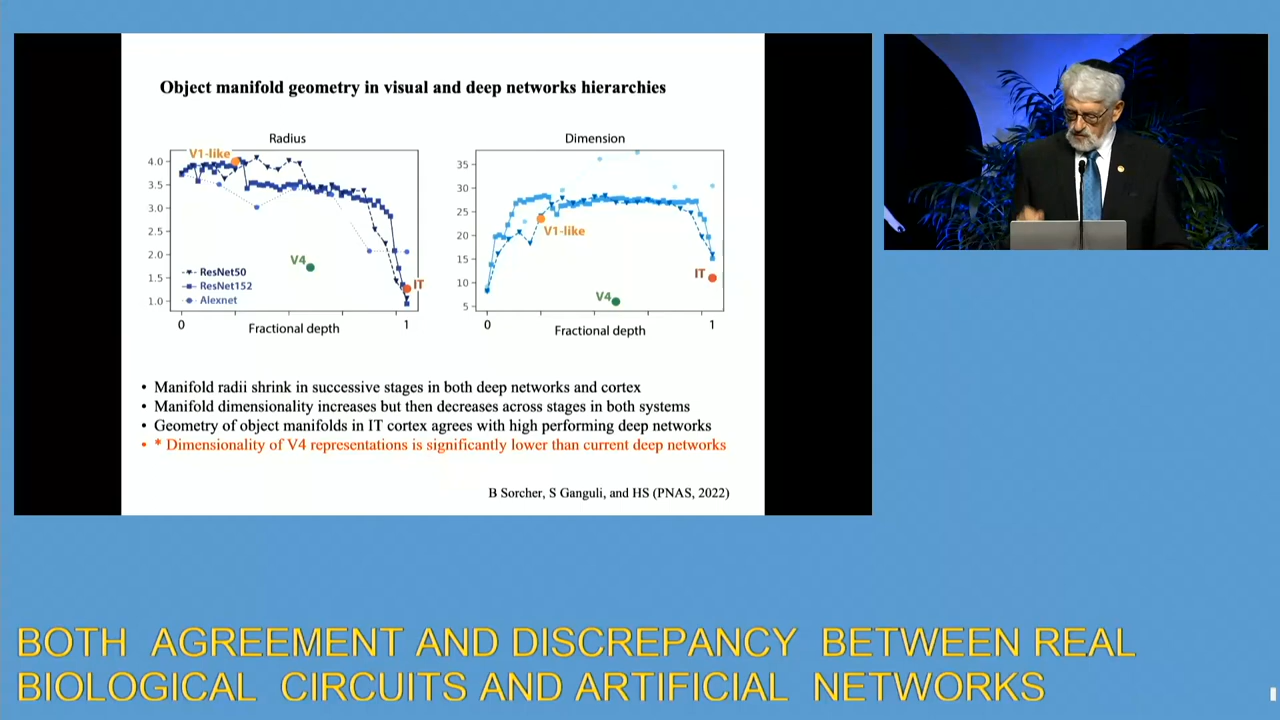 Object manifold geometry in visual and deep networks hierarchies
Radius
V1-like
4.0
3.5
3.0
2.5
2.0
1.5
1.0
V4
IT
ResNet50
ResNet152
Alexnet
0
1
Fractional depth
Dimension
35
30
25
20
15
10
5
V1-like
V4
IT
0
1
Fractional depth
• Manifold radii shrink in successive stages in both deep networks and cortex
• Manifold dimensionality increases but then decreases across stages in both systems
• Geometry of object manifolds in IT cortex agrees with high performing deep networks
• * Dimensionality of V4 representations is significantly lower than current deep networks
B Sorcher, S Ganguli, and HS (PNAS, 2022)
BOTH AGREEMENT AND DISCREPANCY BETWEEN REAL
BIOLOGICAL CIRCUITS AND ARTIFICIAL NETWORKS